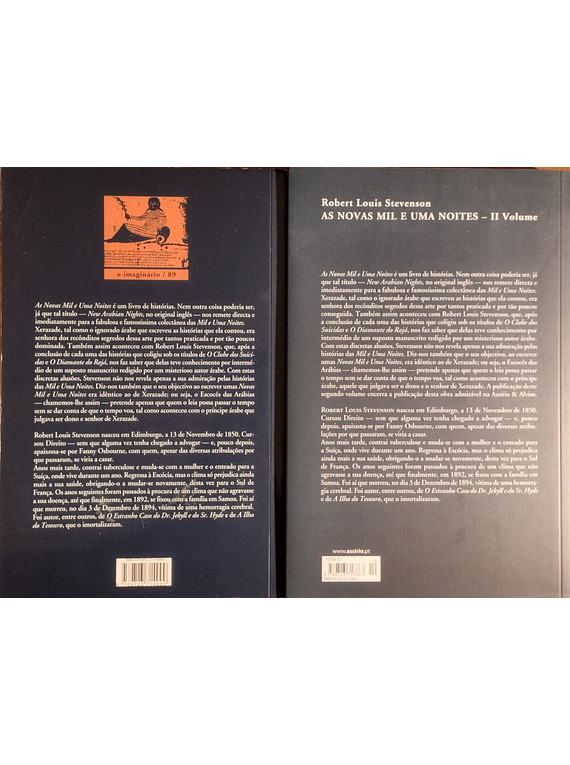 o imaginário / 89
As Novas Mil e Uma Noites é um livro de histórias. Nem outra coisa poderia ser,
já que tal título — New Arabian Nights, no original inglês — nos remete directa e
imediatamente para a fabulosa e famosíssima colectânea das Mil e Uma Noites.
Xerazade, tal como o ignorado árabe que escreveu as histórias que ela contou, era
senhora dos recônditos segredos dessa arte por tantos praticada e por tão poucos
dominada. Também assim aconteceu com Robert Louis Stevenson, que, após a
conclusão de cada uma das histórias que coligiu sob os títulos de O Clube dos Suici-
das e O Diamante do Rajá, nos faz saber que delas teve conhecimento por intermé-
dio de um suposto manuscrito redigido por um misterioso autor árabe. Com estas
discretas alusões, Stevenson não nos revela apenas a sua admiração pelas histórias
das Mil e Uma Noites. Diz-nos também que o seu objectivo ao escrever umas Novas
Mil e Uma Noites era idêntico ao de Xerazade; ou seja, o Escocês das Arábias
— chamemos-lhe assim — pretende apenas que quem o leia possa passar o tempo
sem se dar conta de que o tempo voa, tal como aconteceu com o príncipe árabe que
julgava ser dono e senhor de Xerazade.
Robert Louis Stevenson nasceu em Edimburgo, a 13 de Novembro de 1850. Cur-
sou Direito — sem que alguma vez tenha chegado a advogar — e, pouco depois,
apaixona-se por Fanny Osbourne, com quem, apesar das diversas atribulações por
que passaram, se viria a casar.
Anos mais tarde, contrai tuberculose e muda-se com a mulher e o enteado para a
Suíça, onde vive durante um ano. Regressa à Escócia, mas o clima só prejudica ainda
mais a sua saúde, obrigando-o a mudar-se novamente, desta vez para o Sul de
França. Os anos seguintes foram passados à procura de um clima que não agravasse
a sua doença, até que finalmente, em 1892, se fixou com a família em Samoa. Foi aí
que morreu, no dia 3 de Dezembro de 1894, vítima de uma hemorragia cerebral.
Foi autor, entre outros, de O Estranho Caso do Dr. Jekyll e do Sr. Hyde e de A Ilha
do Tesouro, que o imortalizaram.
Robert Louis Stevenson
AS NOVAS MIL E UMA NOITES – II Volume
As Novas Mil e Uma Noites é um livro de histórias. Nem outra coisa poderia ser, já
que tal título — New Arabian Nights, no original inglês — nos remete directa e
imediatamente para a fabulosa e famosíssima colectânea das Mil e Uma Noites.
Xerazade, tal como o ignorado árabe que escreveu as histórias que ela contou, era
senhora dos recônditos segredos dessa arte por tantos praticada e por tão poucos
conseguida. Também assim aconteceu com Robert Louis Stevenson, que, após
a conclusão de cada uma das histórias que coligiu sob os títulos de O Clube dos
Suicidas e O Diamante do Rajá, nos faz saber que delas teve conhecimento por
intermédio de um suposto manuscrito redigido por um misterioso autor árabe.
Com estas discretas alusões, Stevenson não nos revela apenas a sua admiração pelas
histórias das Mil e Uma Noites. Diz-nos também que o seu objectivo, ao escrever
umas Novas Mil e Uma Noites, era idêntico ao de Xerazade; ou seja, o Escocês das
Arábias — chamemos-lhe assim — pretende apenas que quem o leia possa passar
o tempo sem se dar conta de que o tempo voa, tal como aconteceu com o príncipe
árabe, aquele que julgava ser dono e senhor de Xerazade. A publicação deste
segundo volume encerra a publicação desta obra admirável na Assírio & Alvim.
ROBERT LOUIS STEVENSON nasceu em Edimburgo, a 13 de Novembro de 1850.
Cursou Direito — sem que alguma vez tenha chegado a advogar — e, pouco
depois, apaixona-se por Fanny Osbourne, com quem, apesar das diversas atribu-
lações por que passaram, se viria a casar.
Anos mais tarde, contrai tuberculose e muda-se com a mulher e o enteado para
a Suíça, onde vive durante um ano. Regressa à Escócia, mas o clima só prejudica
ainda mais a sua saúde, obrigando-o a mudar-se novamente, desta vez para o Sul
de França. Os anos seguintes foram passados à procura de um clima que não
agravasse a sua doença, até que finalmente, em 1892, se fixou com a família em
Samoa. Foi aí que morreu, no dia 3 de Dezembro de 1894, vítima de uma hemorra-
gia cerebral. Foi autor, entre outros, de O Estranho Caso do Dr. Jekyll e do Sr. Hyde
e de A Ilha do Tesouro, que o imortalizaram.
www.assirio.pt